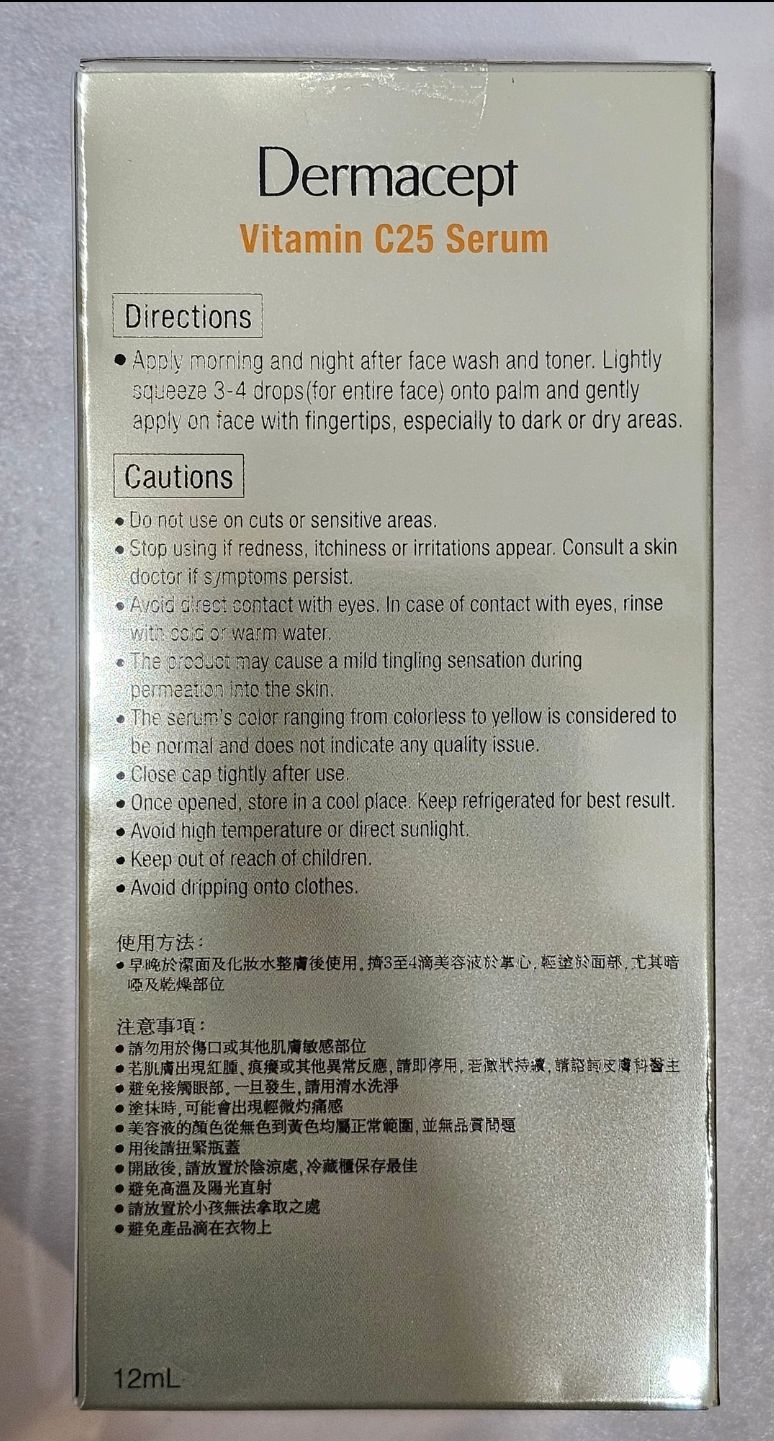 Dermacept
Vitamin C25 Serum
Directions
● Apply morning and night after face wash and toner. Lightly
squeeze 3-4 drops(for entire face) onto palm and gently
apply on face with fingertips, especially to dark or dry areas.
Cautions
● Do not use on cuts or sensitive areas.
● Stop using if redness, itchiness or irritations appear. Consult a skin
doctor if symptoms persist.
● Avoid direct contact with eyes. In case of contact with eyes, rinse
with cold or warm water.
● The product may cause a mild tingling sensation during
permeation into the skin.
● The serum's color ranging from colorless to yellow is considered to
be normal and does not indicate any quality issue.
● Close cap tightly after use.
● Once opened, store in a cool place. Keep refrigerated for best result.
● Avoid high temperature or direct sunlight.
● Keep out of reach of children.
● Avoid dripping onto clothes.
使用方法：
● 早晚於潔面及化妝水整膚後使用。擠3至4滴美容液於掌心，輕塗於面部，尤其暗
啞及乾燥部位
注意事項：
● 請勿用於傷口或其他肌膚敏感部位
● 若肌膚出現紅腫、痕癢或其他異常反應，請即停用，若徵狀持續，請諮詢皮膚科醫生
● 避免接觸眼部，一旦發生，請用清水洗淨
● 塗抹時，可能會出現輕微灼痛感
● 美容液的顏色從無色到黃色均屬正常範圍，並無品質問題
● 用後請扭緊瓶蓋
● 開啟後，請放置於陰涼處，冷藏櫃保存最佳
● 避免高溫及陽光直射
● 請放置於小孩無法拿取之處
● 避免產品滴在衣物上
12mL